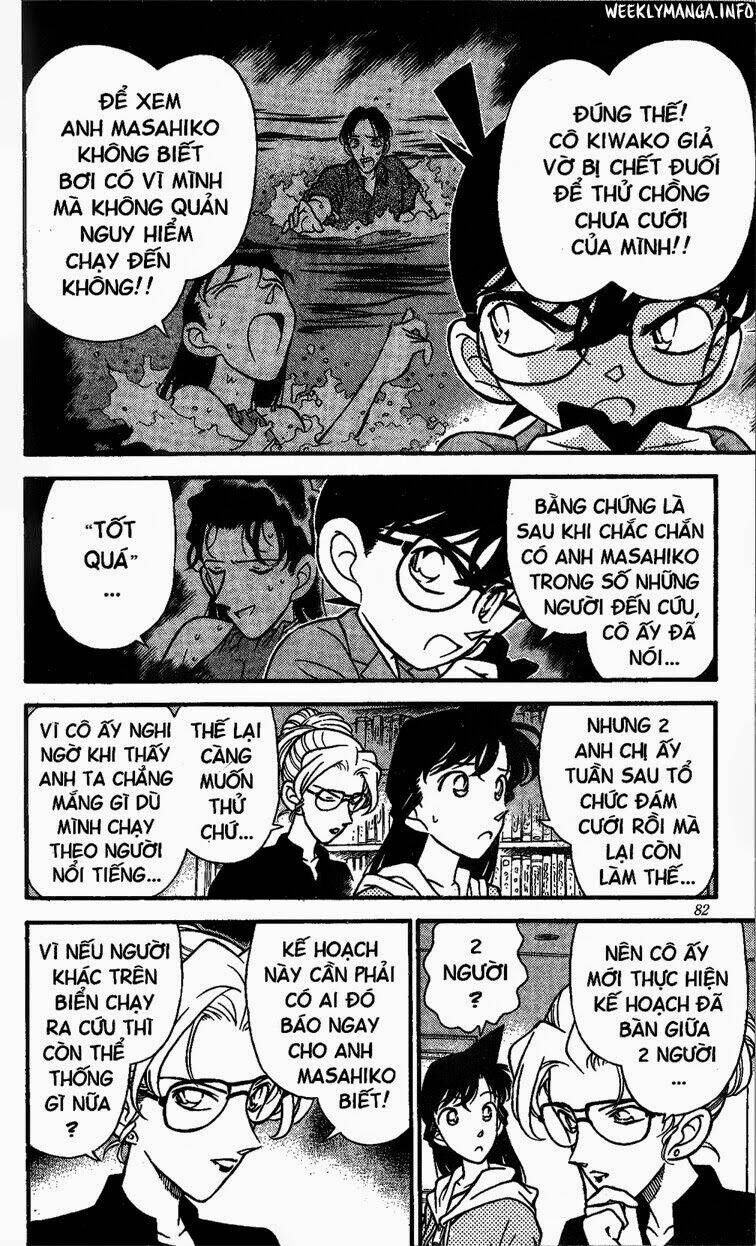 WEEKLYMANGA.INFO
ĐÚNG THẾ!
CÔ KIWAKO GIẢ
VỜ BỊ CHẾT ĐUỐI
ĐỂ THỬ CHỒNG
CHƯA CƯỚI
CỦA MÌNH!!
ĐỂ XEM
ANH MASAHIKO
KHÔNG BIẾT
BƠI CÓ VÌ MÌNH
MÀ KHÔNG QUẢN
NGUY HIỂM
CHẠY ĐẾN
KHÔNG!!
BẰNG CHỨNG LÀ
SAU KHI CHẮC CHẮN
CÓ ANH MASAHIKO
TRONG SỐ NHỮNG
NGƯỜI ĐẾN CỨU,
CÔ ẤY ĐÃ
NÓI...
"TỐT
QUÁ"
...
NHƯNG 2
ANH CHỊ ẤY
TUẦN SAU TỔ
CHỨC ĐÁM
CƯỚI RỒI MÀ
LẠI CÒN
LÀM THẾ...
THẾ LẠI
CÀNG
MUỐN
THỬ
CHỨ...
VÌ CÔ ẤY NGHI
NGỜ KHI THẤY
ANH TA CHẲNG
MẮNG GÌ DÙ
MÌNH CHẠY
THEO NGƯỜI
NỔI TIẾNG...
82
NÊN CÔ ẤY
MỚI THỰC HIỆN
KẾ HOẠCH ĐÃ
BÀN GIỮA
2 NGƯỜI
...
2
NGƯỜI
?
KẾ HOẠCH
NÀY CẦN PHẢI
CÓ AI ĐÓ
BÁO NGAY
CHO ANH
MASAHIKO
BIẾT!
VÌ NẾU NGƯỜI
KHÁC TRÊN
BIỂN CHẠY
RA CỨU THÌ
CÒN THỂ
THỐNG
GÌ NỮA
?